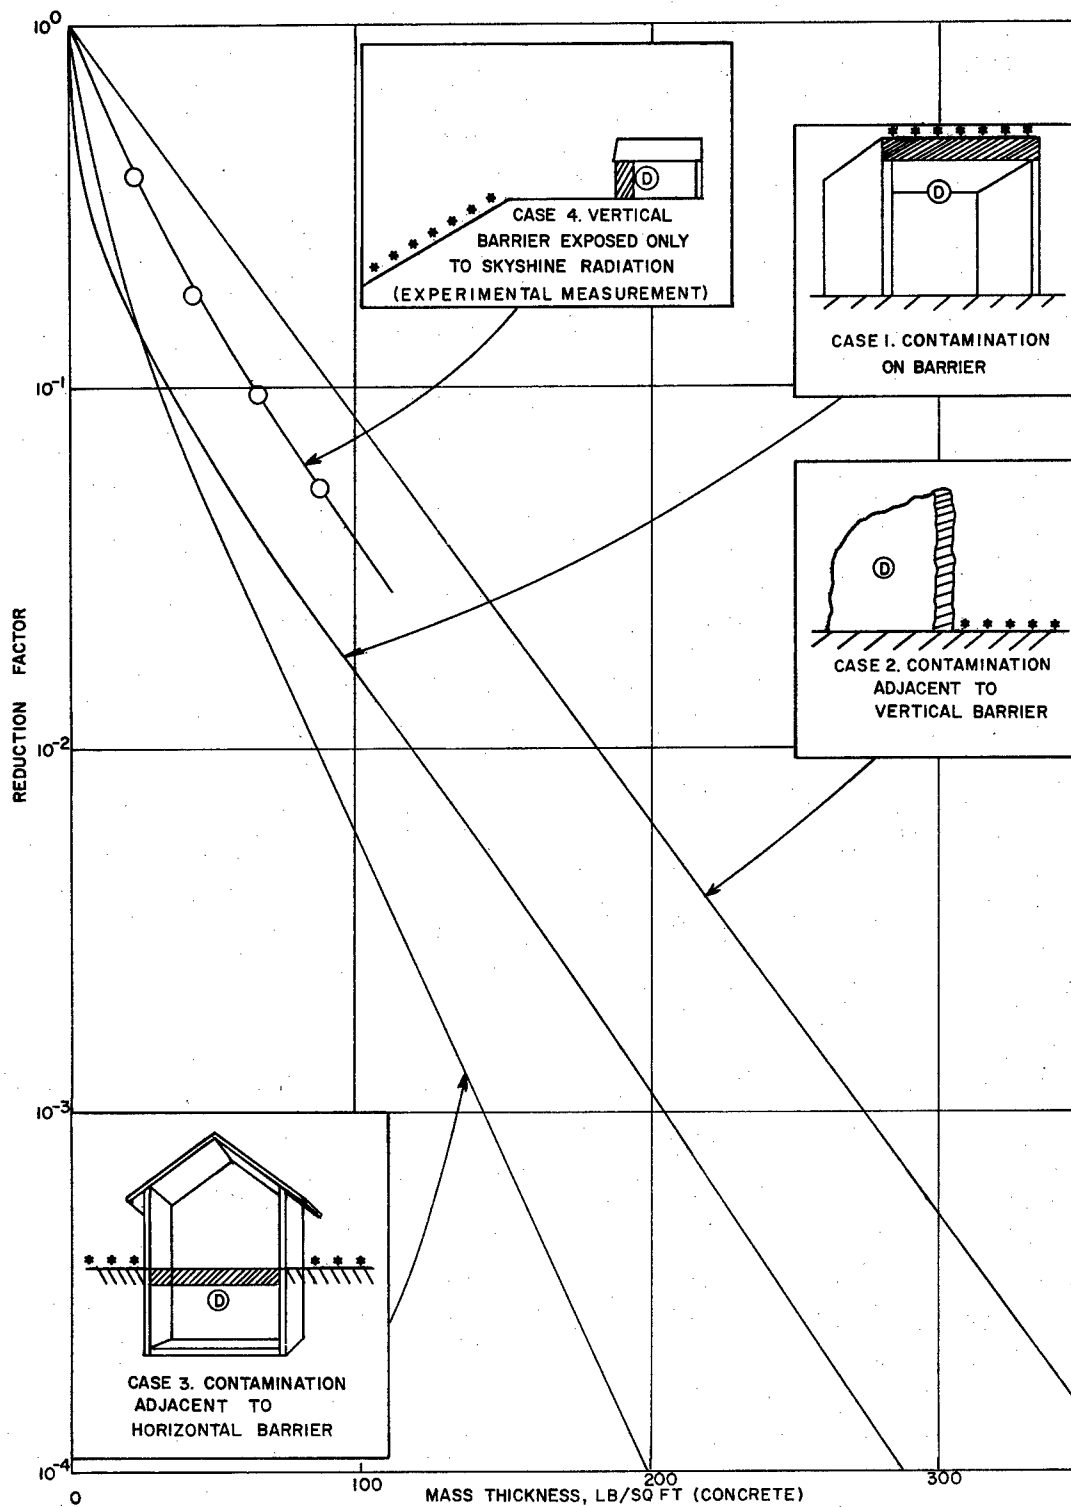 10⁰
10⁻¹
10⁻²
10⁻³
10⁻⁴
REDUCTION FACTOR
D
CASE 4. VERTICAL
BARRIER EXPOSED ONLY
TO SKYSHINE RADIATION
(EXPERIMENTAL MEASUREMENT)
D
CASE 1. CONTAMINATION
ON BARRIER
D
CASE 2. CONTAMINATION
ADJACENT TO
VERTICAL BARRIER
D
CASE 3. CONTAMINATION
ADJACENT TO
HORIZONTAL BARRIER
0
100
200
300
MASS THICKNESS, LB/SQ FT (CONCRETE)